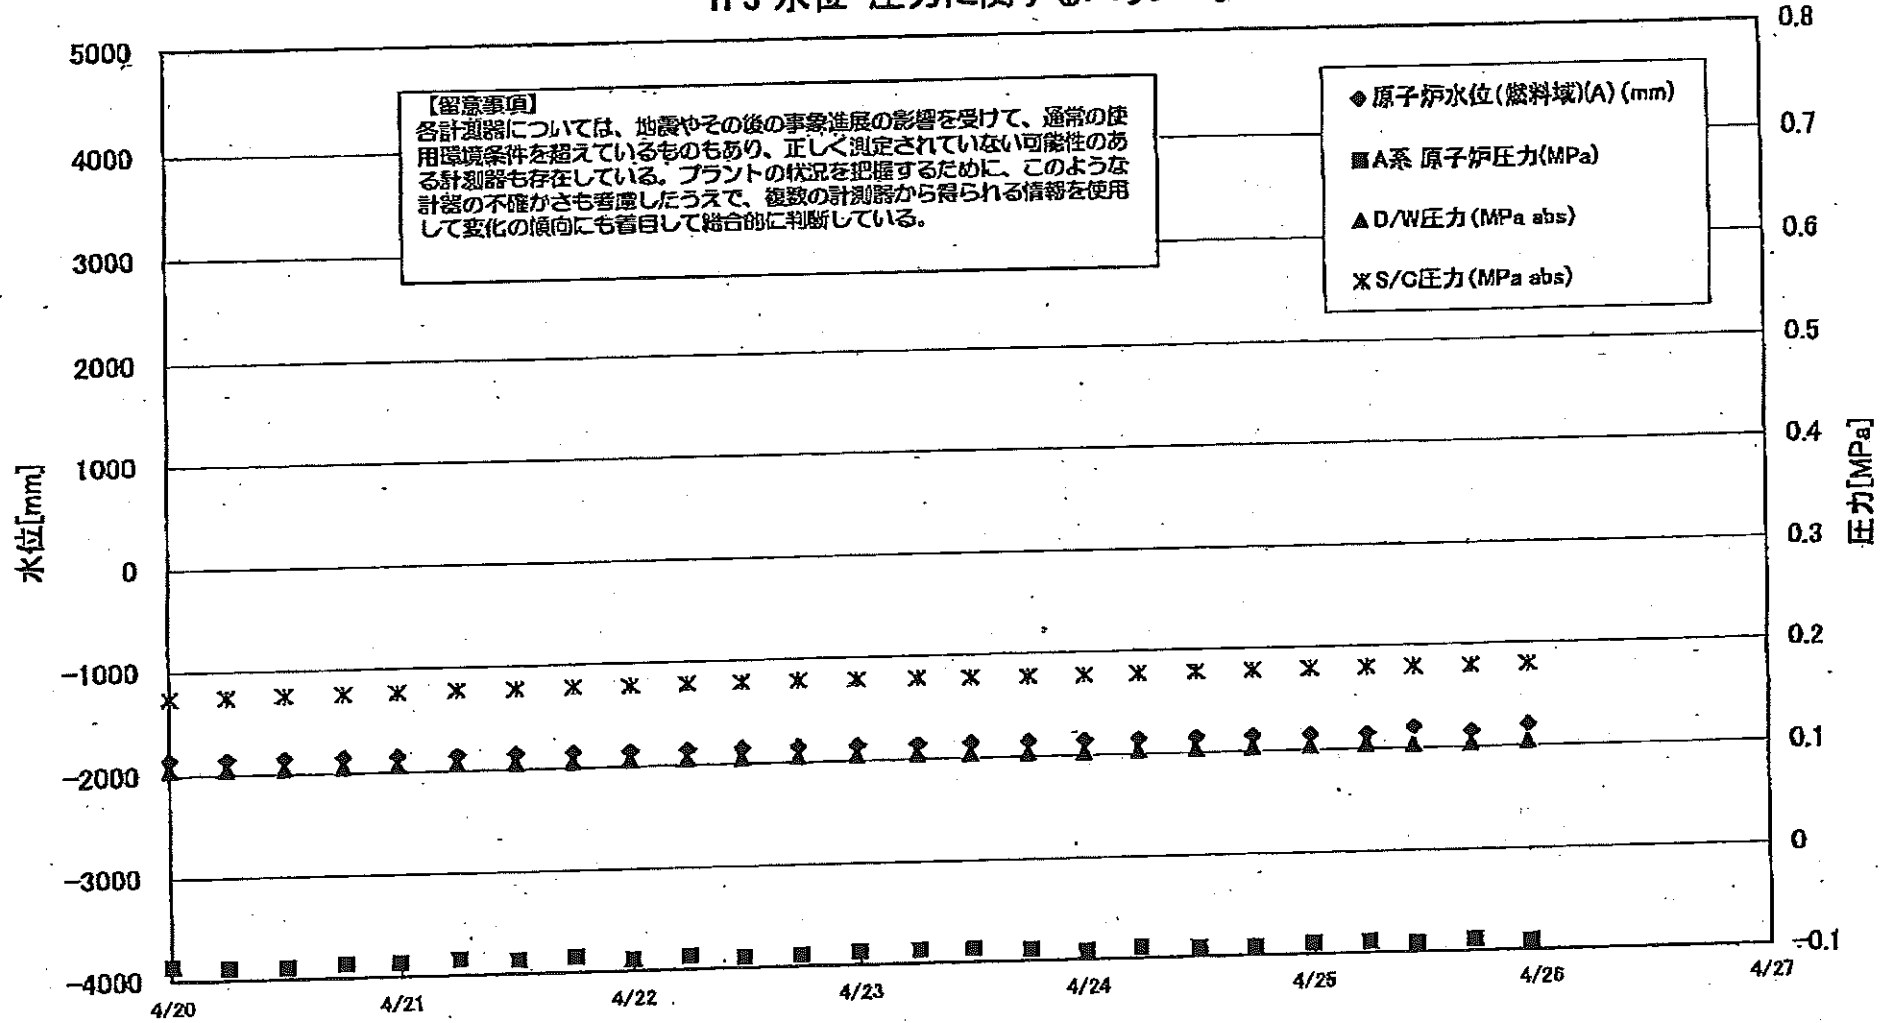 水位 圧力に関する
5000
4000
3000
2000
1000
0
-1000
-2000
-3000
-4000
水位[mm]
【留意事項】
各計測器については、地震やその後の事象進展の影響を受けて、通常の使
用環境条件を超えているものもあり、正しく測定されていない可能性のあ
る計測器も存在している。プラントの状況を把握するために、このような
計器の不確かさも考慮したうえで、複数の計測器から得られる情報を使用
して変化の傾向にも着目して総合的に判断している。
◆原子炉水位(燃料域)(A) (mm)
■A系 原子炉圧力(MPa)
▲D/W圧力(MPa abs)
S/C圧力(MPa abs)
0.8
0.7
0.6
0.5
0.4
0.3
0.2
0.1
0
-0.1
圧力[MPa]
4/20 4/21 4/22 4/23 4/24 4/25 4/26 4/27